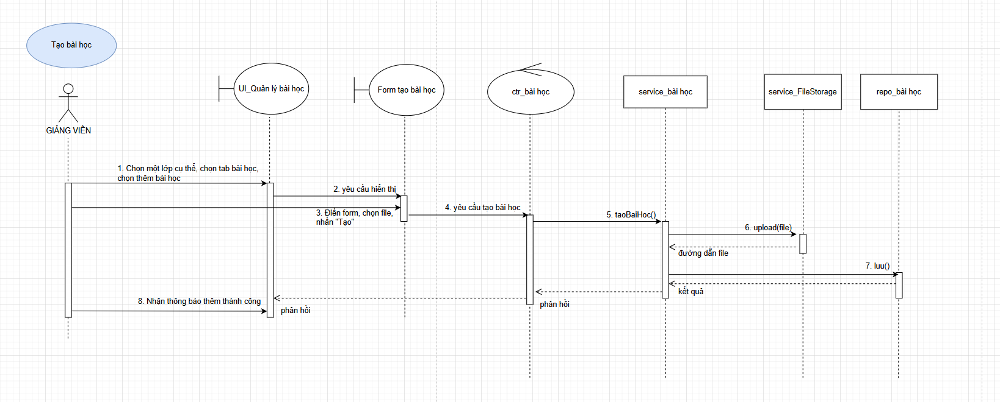 Tạo bài học
GIẢNG VIÊN
UI_Quản lý bài học
Form tạo bài học
ctr_bài học
service_bài học
service_FileStorage
repo_bài học
1. Chọn một lớp cụ thể, chọn tab bài học,
chọn thêm bài học
2. yêu cầu hiển thị
3. Điền form, chọn file,
nhấn "Tạo"
4. yêu cầu tạo bài học
5. taoBaiHoc()
6. upload(file)
đường dẫn file
7. luu()
kết quả
phản hồi
phản hồi
8. Nhận thông báo thêm thành công